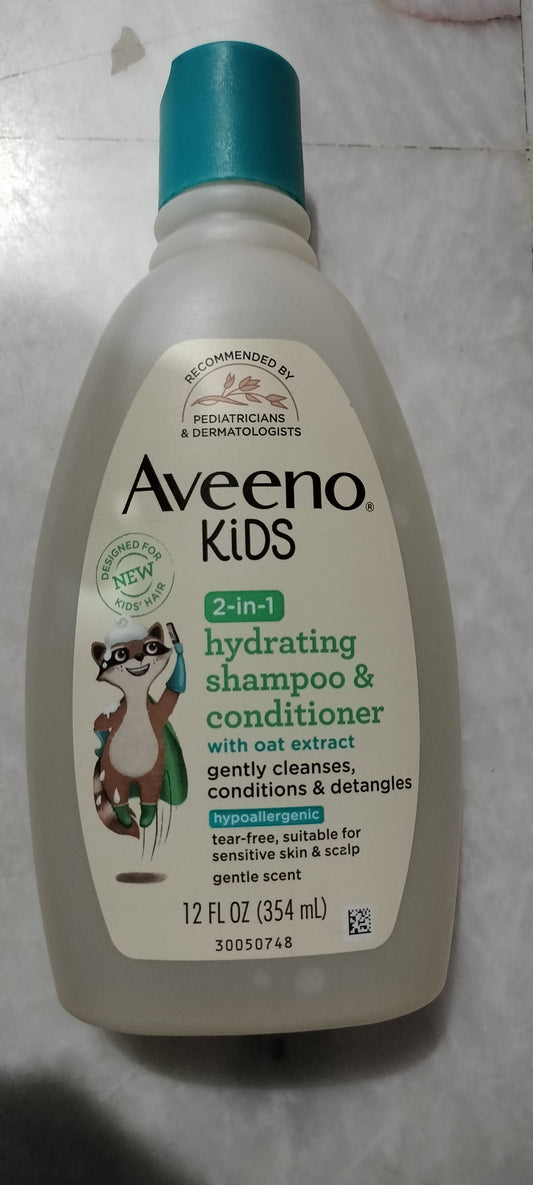 RECOMMENDED BY
PEDIATRICIANS
& DERMATOLOGISTS
Aveeno®
KiDS
DESIGNED FOR
NEW
KIDS' HAIR
2-in-1
hydrating
shampoo &
conditioner
with oat extract
gently cleanses,
conditions & detangles
hypoallergenic
tear-free, suitable for
sensitive skin & scalp
gentle scent
12 FL OZ (354 mL)
30050748